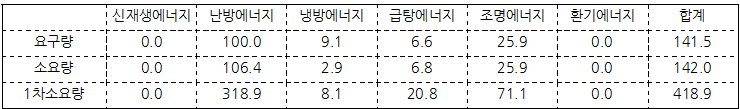 신재생에너지 난방에너지 냉방에너지 급탕에너지 조명에너지 환기에너지 합계
요구량 0.0 100.0 9.1 6.6 25.9 0.0 141.5
소요량 0.0 106.4 2.9 6.8 25.9 0.0 142.0
1차소요량 0.0 318.9 8.1 20.8 71.1 0.0 418.9